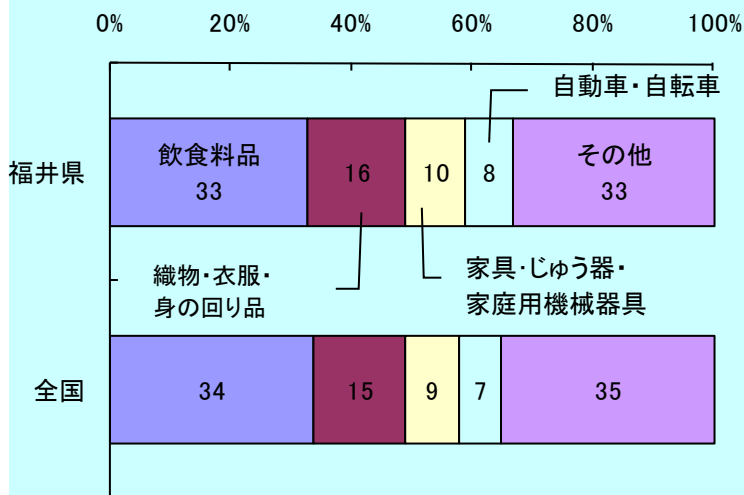 0% 20% 40% 60% 80% 100%
自動車・自転車
福井県
飲食料品
33
16
10
8
その他
33
織物・衣服・
身の回り品
家具・じゅう器・
家庭用機械器具
全国
34
15
9
7
35